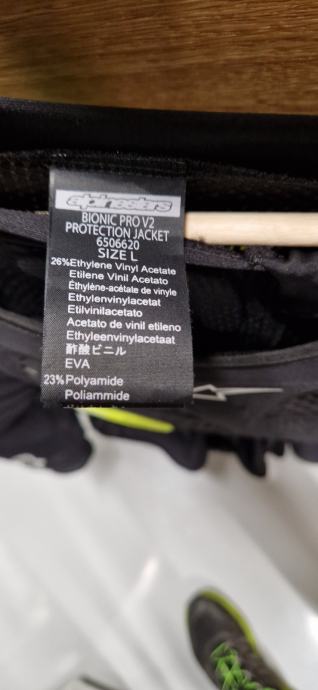 alpinestars
BIONIC PRO V2
PROTECTION JACKET
6506620
SIZE L
26%Ethylene Vinyl Acetate
Etilene Vinil Acetato
Éthylène-acétate de vinyle
Ethylenvinylacetat
Etilvinilacetato
Acetato de vinil etileno
Ethyleenvinylacetaat
酢酸ビニル
EVA
23%Polyamide
Poliammide